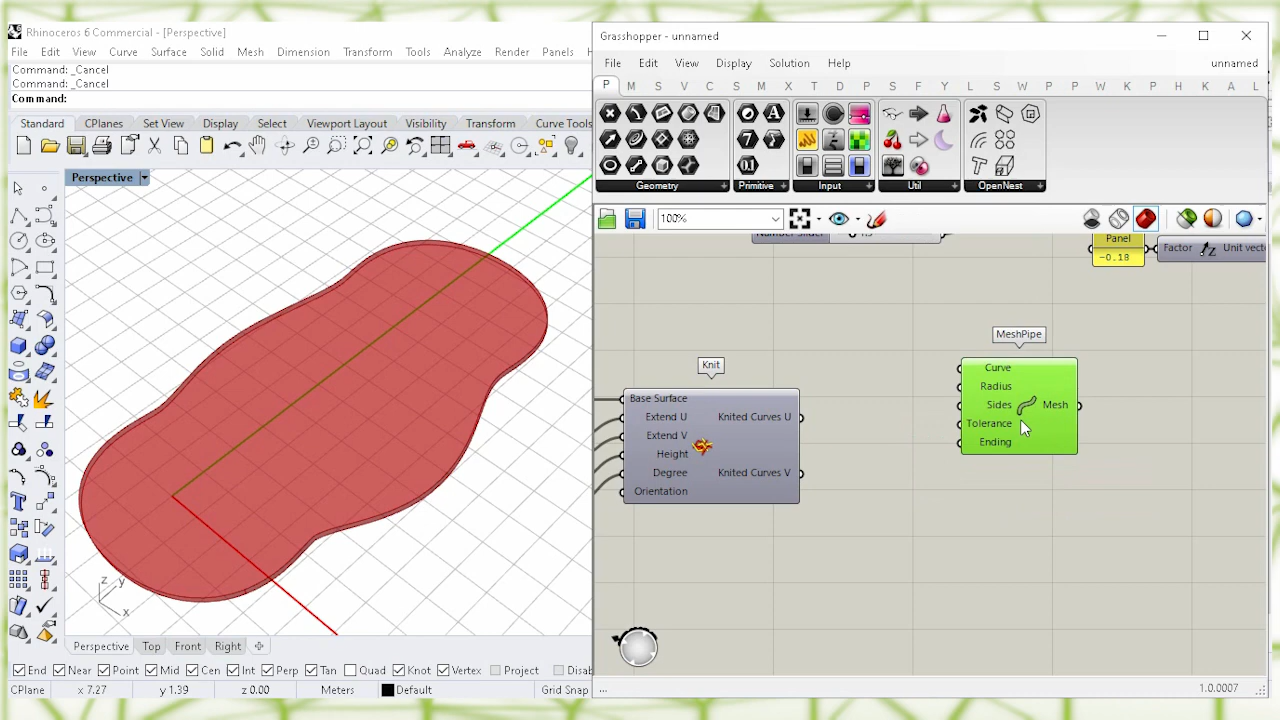 Rhinoceros 6 Commercial - [Perspective]
File Edit View Curve Surface Solid Mesh Dimension Transform Tools Analyze Render Panels
Command: _Cancel
Command: _Cancel
Command:
Standard CPlanes Set View Display Select Viewport Layout Visibility Transform Curve Tools
Perspective
z y x
Perspective Top Front Right
End Near Point Mid Cen Int Perp Tan Quad Knot Vertex Project Disab
CPlane x 7.27 y 1.39 z 0.00 Meters Default Grid Snap
Grasshopper - unnamed
File Edit View Display Solution Help unnamed
P M S V C S M X T D P S F Y L S W P W K P H K A L
Geometry Primitive Input Util OpenNest
100%
Number Slider
Panel
-0.18
Factor Unit vect
Knit
Base Surface
Extend U Knited Curves U
Extend V
Height
Degree Knited Curves V
Orientation
MeshPipe
Curve
Radius
Sides Mesh
Tolerance
Ending
... 1.0.0007